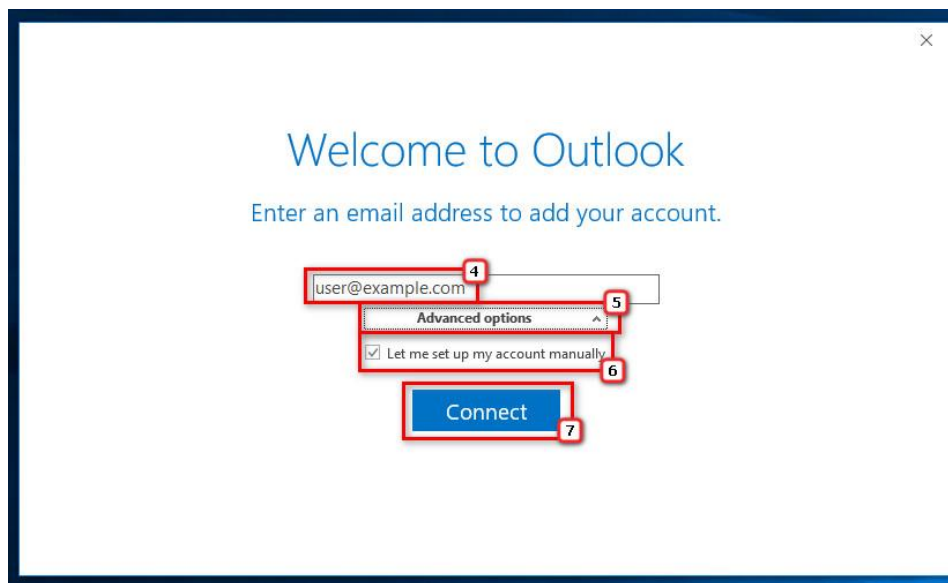 Welcome to Outlook
Enter an email address to add your account.
4
user@example.com
5
Advanced options
Let me set up my account manually
6
Connect
7